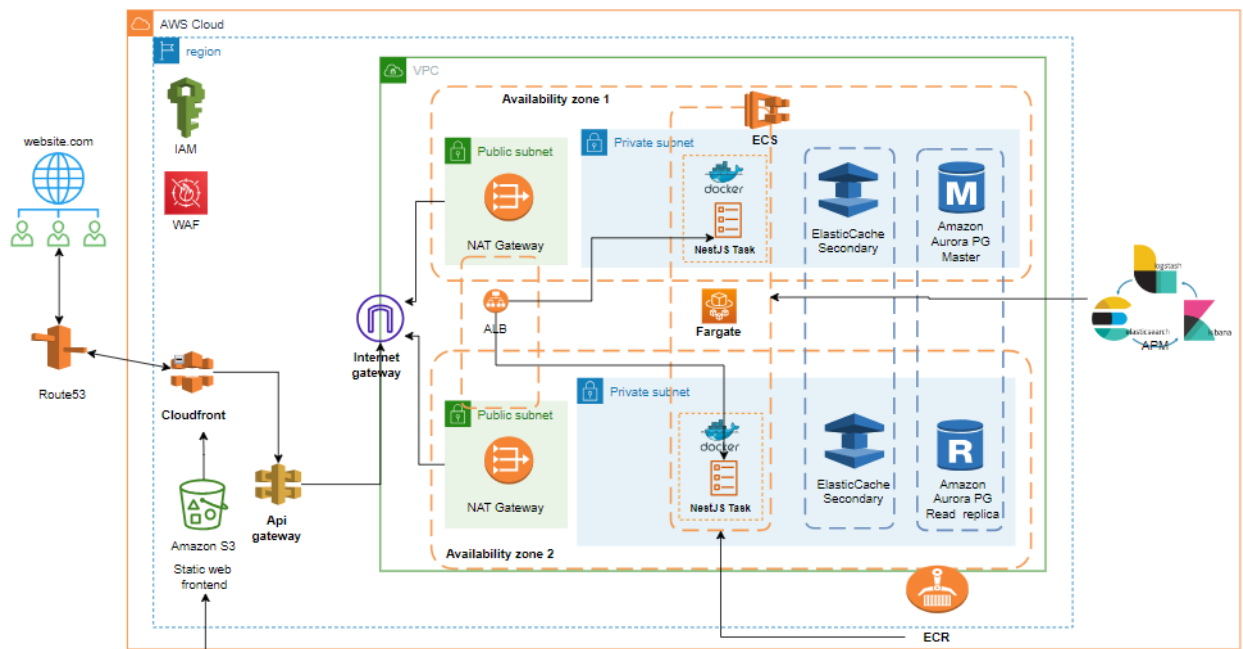 AWS Cloud
region
VPC
Availability zone 1
IAM
WAF
website.com
Route53
Cloudfront
Amazon S3
Static web
frontend
Api
gateway
Internet
gateway
Public subnet
NAT Gateway
ALB
Private subnet
ECS
docker
NestJS Task
ElasticCache
Secondary
M
Amazon
Aurora PG
Master
Fargate
logstash
elasticsearch
kibana
APM
Public subnet
NAT Gateway
Private subnet
docker
NestJS Task
ElasticCache
Secondary
R
Amazon
Aurora PG
Read replica
Availability zone 2
ECR